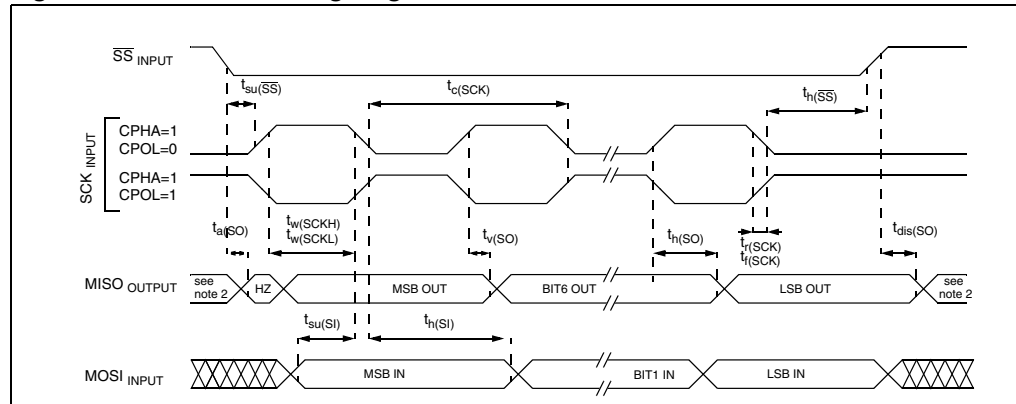 SS INPUT
tsu(SS)
tc(SCK)
th(SS)
SCK INPUT
CPHA=1
CPOL=0
CPHA=1
CPOL=1
ta(SO)
tw(SCKH)
tw(SCKL)
tv(SO)
th(SO)
tr(SCK)
tf(SCK)
tdis(SO)
MISO OUTPUT
see
note 2
HZ
MSB OUT
BIT6 OUT
LSB OUT
see
note 2
tsu(SI)
th(SI)
MOSI INPUT
MSB IN
BIT1 IN
LSB IN